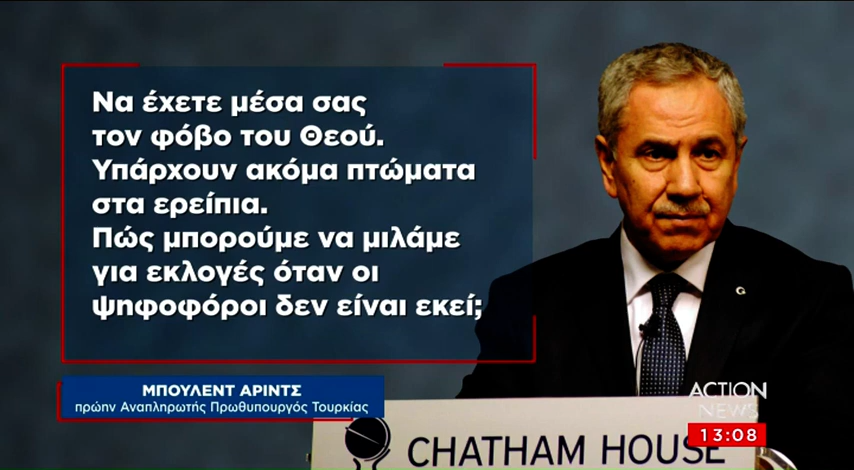 Να έχετε μέσα σας
τον φόβο του Θεού.
Υπάρχουν ακόμα πτώματα
στα ερείπια.
Πώς μπορούμε να μιλάμε
για εκλογές όταν οι
ψηφοφόροι δεν είναι εκεί;
ΜΠΟΥΛΕΝΤ ΑΡΙΝΤΣ
πρώην Αναπληρωτής Πρωθυπουργός Τουρκίας
CHATHAM HOUSE
ACTION
NEWS
13:08